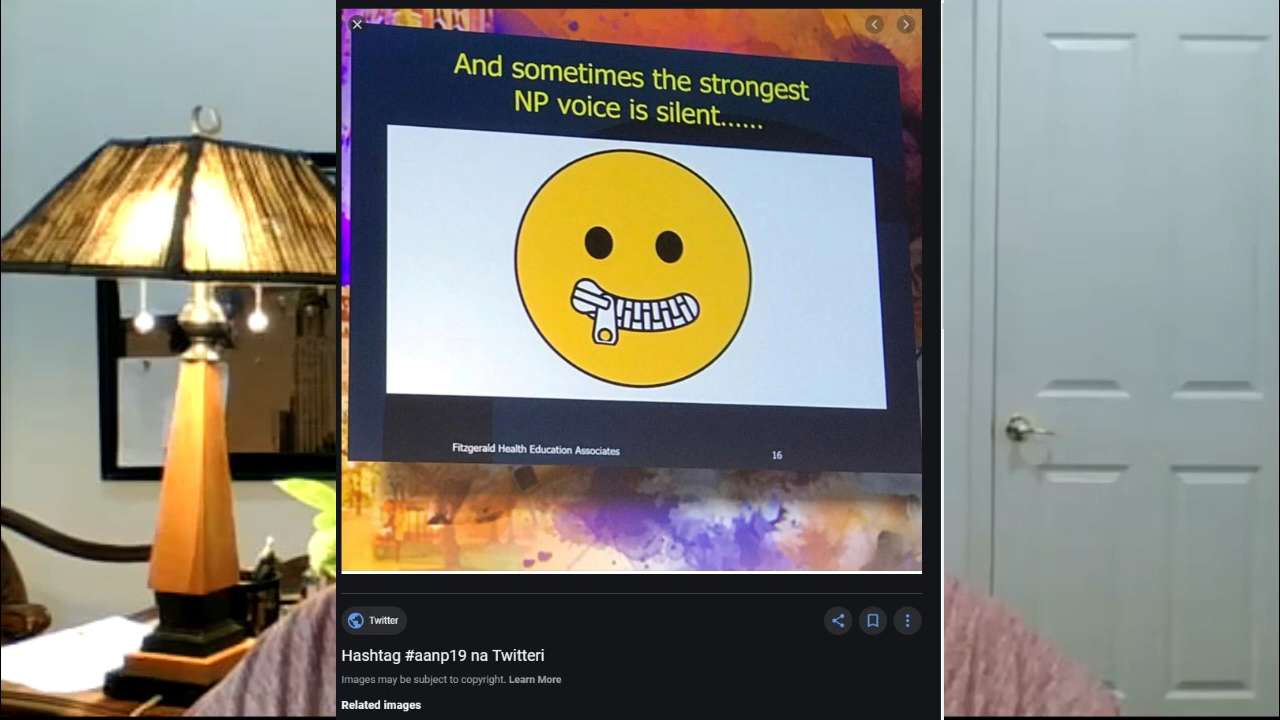 And sometimes the strongest
NP voice is silent......
Fitzgerald Health Education Associates
16
Twitter
Hashtag #aanp19 na Twitteri
Images may be subject to copyright. Learn More
Related images